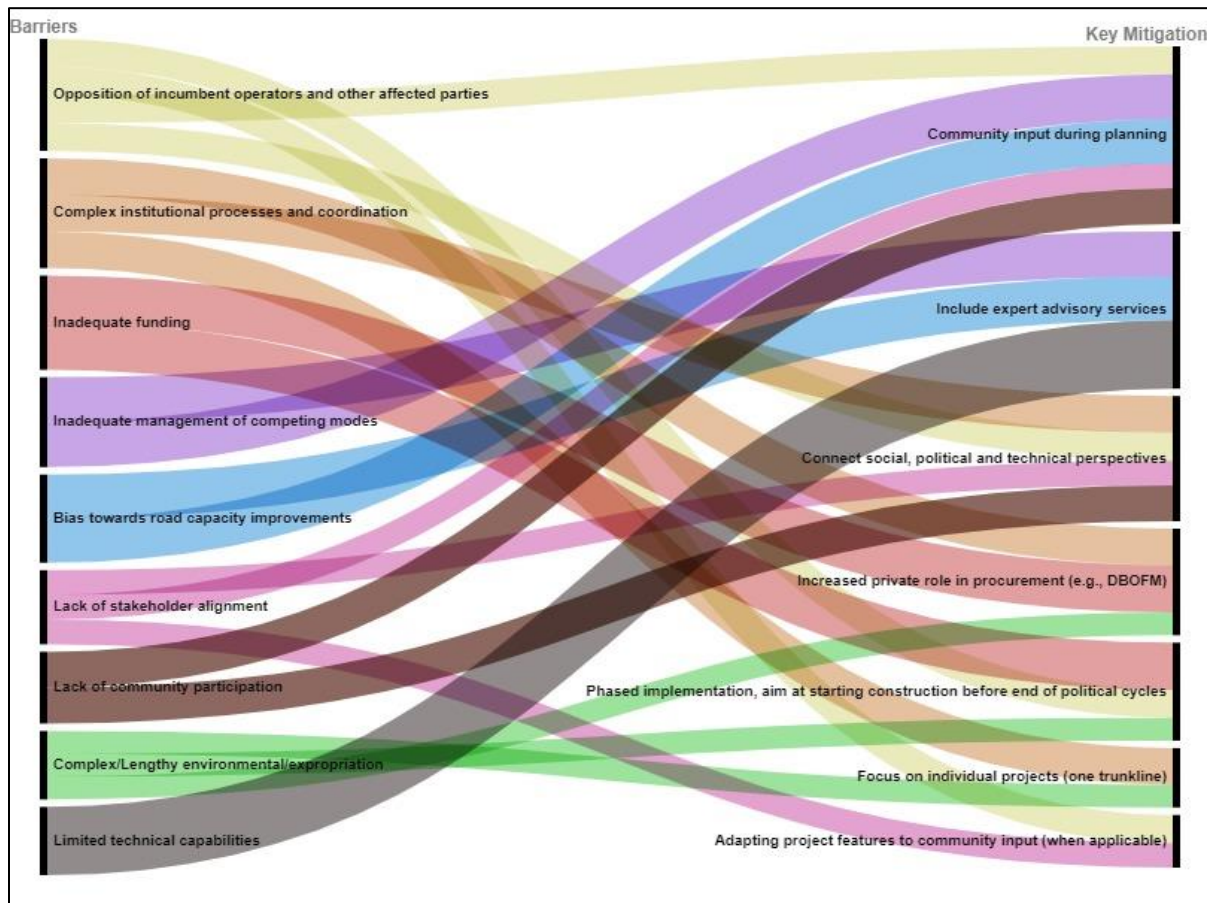 Barriers
Key Mitigation
Opposition of incumbent operators and other affected parties
Complex institutional processes and coordination
Inadequate funding
Inadequate management of competing modes
Bias towards road capacity improvements
Lack of stakeholder alignment
Lack of community participation
Complex/Lengthy environmental/expropriation
Limited technical capabilities
Community input during planning
Include expert advisory services
Connect social, political and technical perspectives
Increased private role in procurement (e.g., DBOFM)
Phased implementation, aim at starting construction before end of political cycles
Focus on individual projects (one trunkline)
Adapting project features to community input (when applicable)